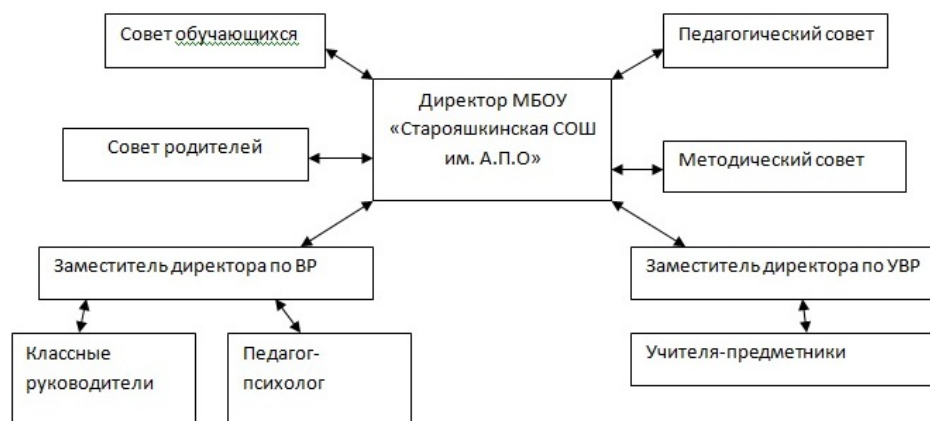 Совет обучающихся
Педагогический совет
Директор МБОУ
«Старояшкинская СОШ
им. А.П.О»
Совет родителей
Методический совет
Заместитель директора по ВР
Заместитель директора по УВР
Классные
руководители
Педагог-
психолог
Учителя-предметники